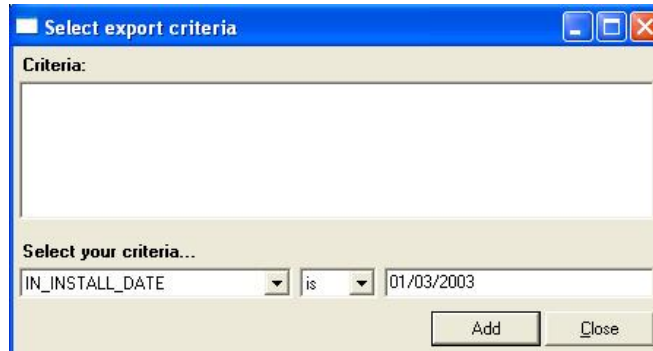 Select export criteria
Criteria:
Select your criteria...
IN_INSTALL_DATE is 01/03/2003
Add Close